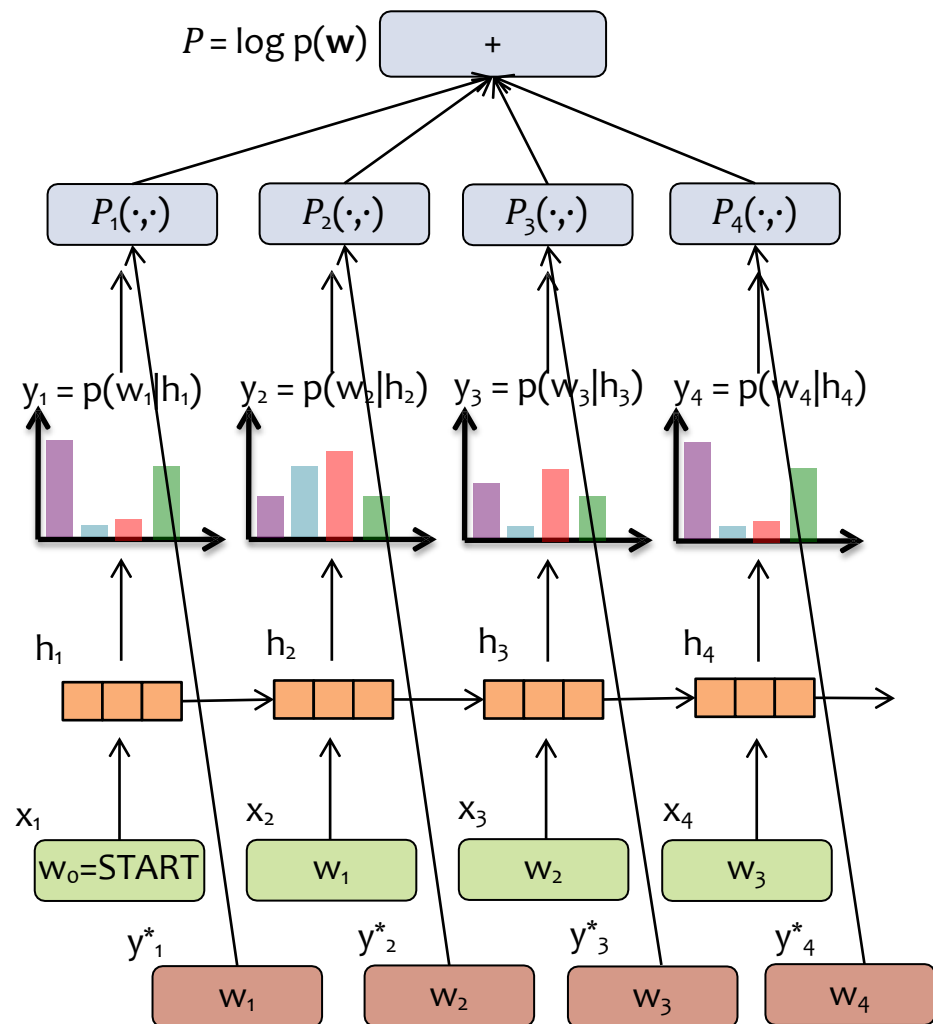 P = log p(w)
+
P₁(·,·)
P₂(·,·)
P₃(·,·)
P₄(·,·)
y₁ = p(w₁|h₁)
y₂ = p(w₂|h₂)
y₃ = p(w₃|h₃)
y₄ = p(w₄|h₄)
h₁
h₂
h₃
h₄
x₁
x₂
x₃
x₄
w₀=START
w₁
w₂
w₃
y*₁
y*₂
y*₃
y*₄
w₁
w₂
w₃
w₄